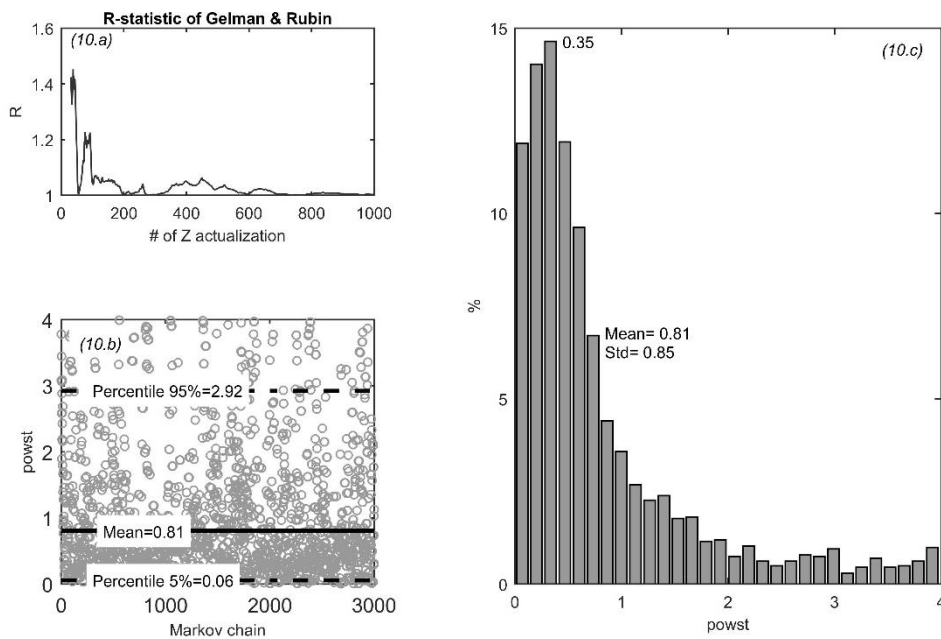 R-statistic of Gelman & Rubin
(10.a)
1.6
1.4
1.2
1
R
0
200
400
600
800
1000
# of Z actualization
(10.b)
4
3
2
1
0
powst
Percentile 95%=2.92
Mean=0.81
Percentile 5%=0.06
0
1000
2000
3000
Markov chain
(10.c)
15
10
5
0
%
0.35
Mean= 0.81
Std= 0.85
0
1
2
3
4
powst